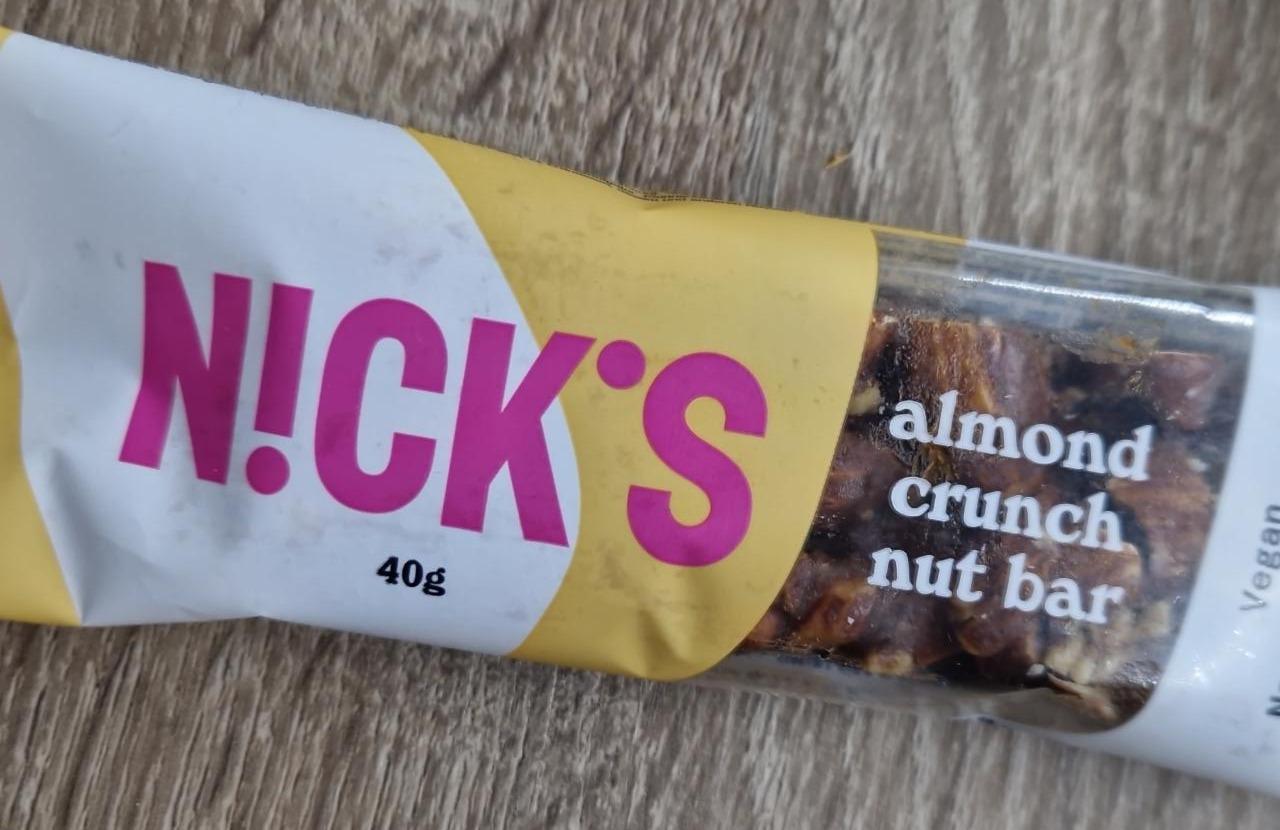 N!CK'S
40g
almond
crunch
nut bar
Vegan